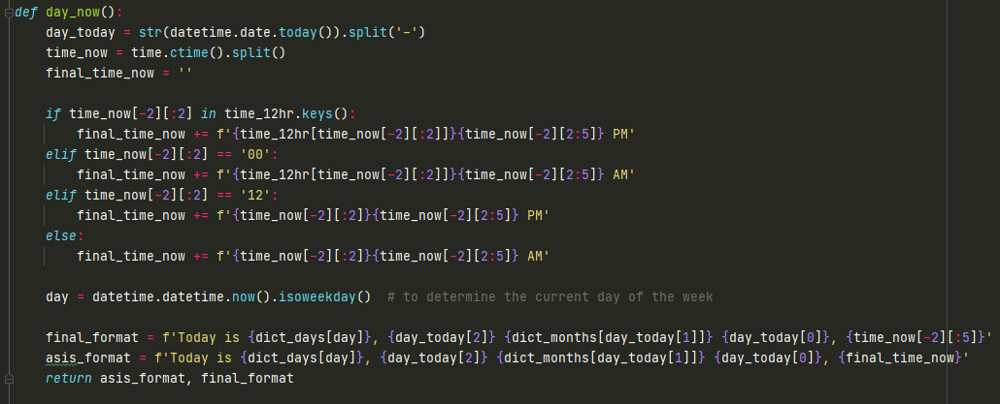 def day_now():
    day_today = str(datetime.date.today()).split('-')
    time_now = time.ctime().split()
    final_time_now = ''

    if time_now[-2][:2] in time_12hr.keys():
        final_time_now += f'{time_12hr[time_now[-2][:2]]}{time_now[-2][2:5]} PM'
    elif time_now[-2][:2] == '00':
        final_time_now += f'{time_12hr[time_now[-2][:2]]}{time_now[-2][2:5]} AM'
    elif time_now[-2][:2] == '12':
        final_time_now += f'{time_now[-2][:2]}{time_now[-2][2:5]} PM'
    else:
        final_time_now += f'{time_now[-2][:2]}{time_now[-2][2:5]} AM'

    day = datetime.datetime.now().isoweekday()  # to determine the current day of the week

    final_format = f'Today is {dict_days[day]}, {day_today[2]} {dict_months[day_today[1]]} {day_today[0]}, {time_now[-2][:5]}'
    asis_format = f'Today is {dict_days[day]}, {day_today[2]} {dict_months[day_today[1]]} {day_today[0]}, {final_time_now}'
    return asis_format, final_format